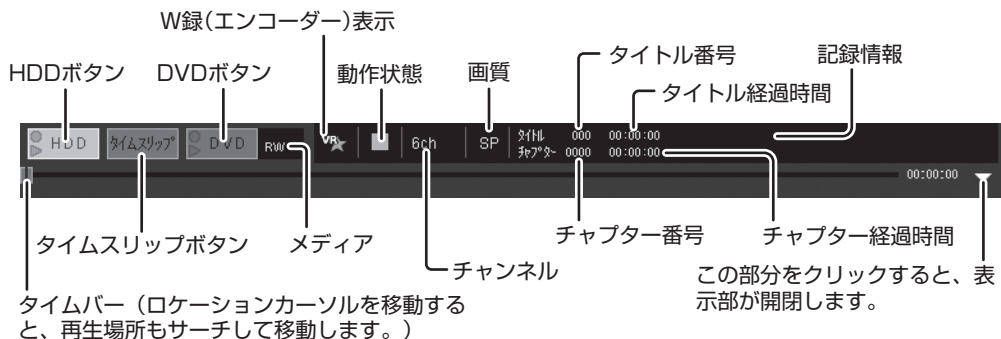 W録(エンコーダー)表示
HDDボタン
DVDボタン
動作状態
画質
タイトル番号
タイトル経過時間
記録情報
HDD
タイムスリップ
DVD
RW
VR
6ch
SP
タイトル 000 00:00:00
チャプター 0000 00:00:00
00:00:00
タイムスリップボタン
メディア
チャンネル
チャプター番号
チャプター経過時間
この部分をクリックすると、表
示部が開閉します。
タイムバー(ロケーションカーソルを移動する
と、再生場所もサーチして移動します。)